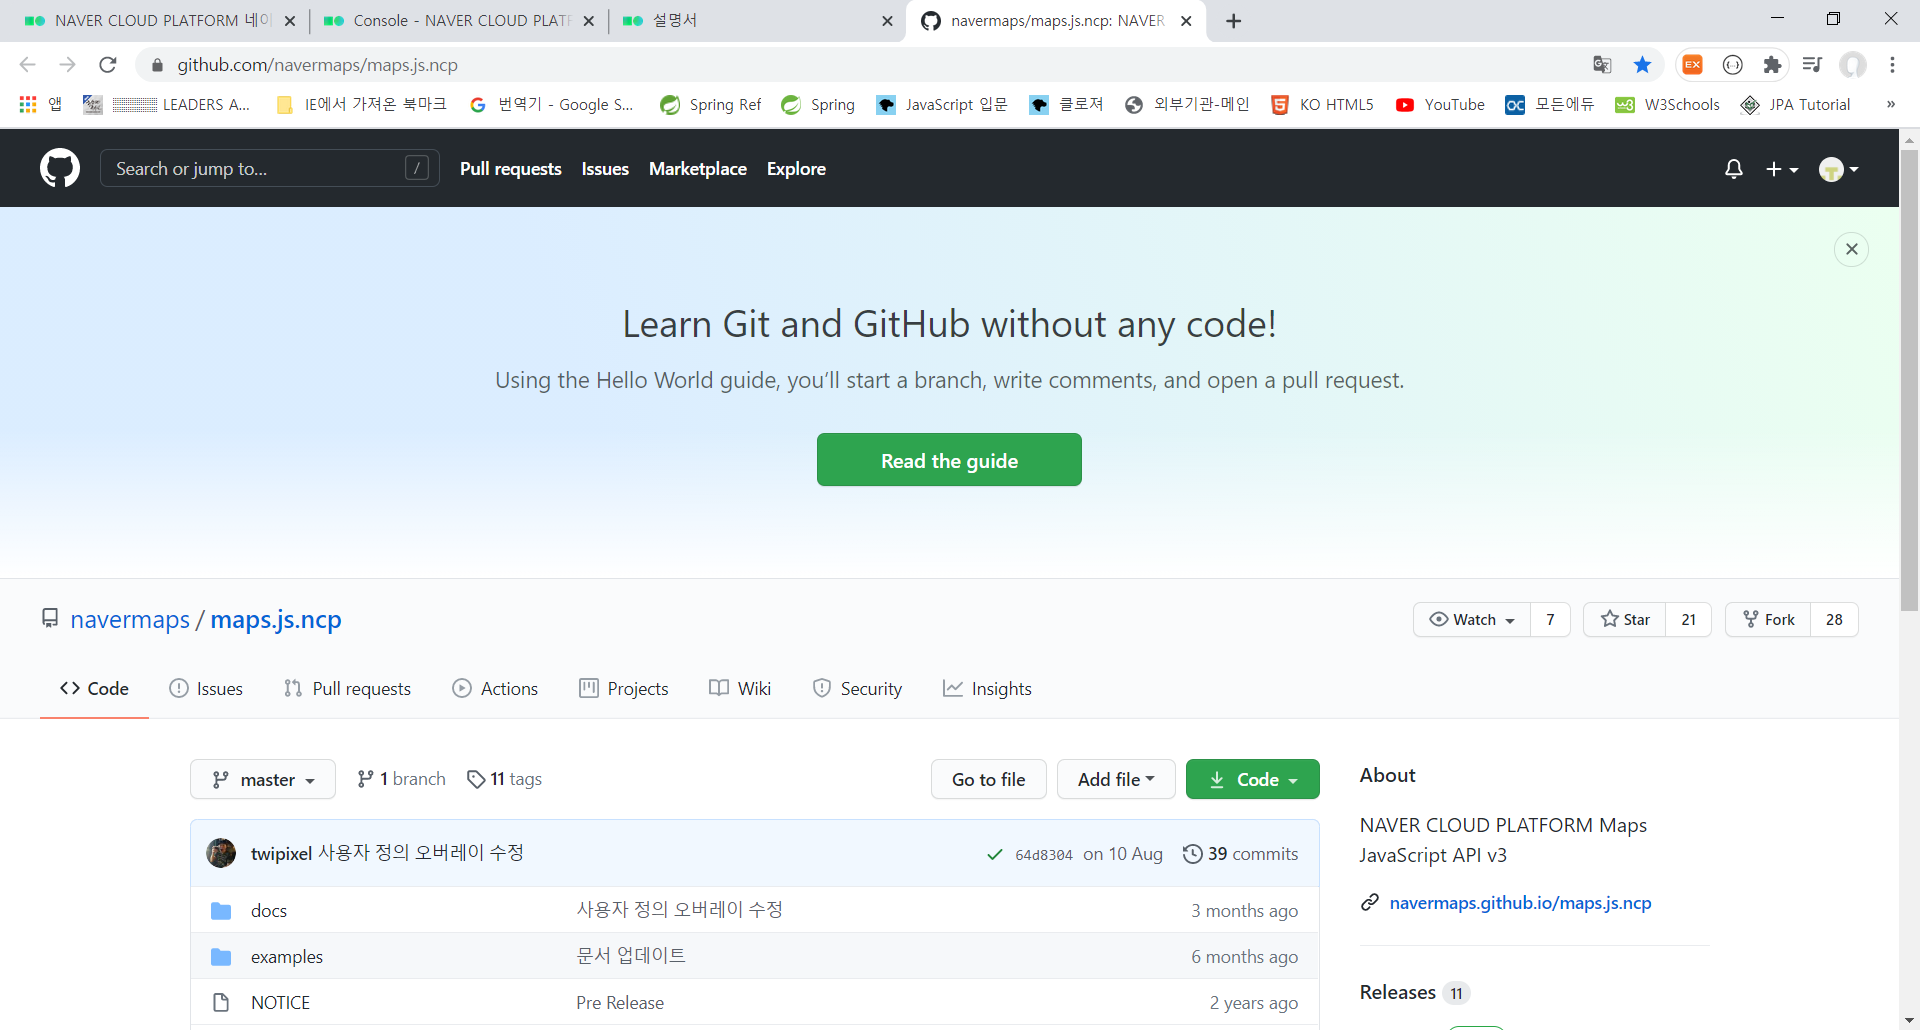 NAVER CLOUD PLATFORM 네이
Console - NAVER CLOUD PLATF
설명서
navermaps/maps.js.ncp: NAVER
github.com/navermaps/maps.js.ncp
앱
LEADERS A...
IE에서 가져온 북마크
번역기 - Google S...
Spring Ref
Spring
JavaScript 입문
클로져
외부기관-메인
KO HTML5
YouTube
모든에듀
W3Schools
JPA Tutorial
»
Search or jump to...
/
Pull requests
Issues
Marketplace
Explore
Learn Git and GitHub without any code!
Using the Hello World guide, you’ll start a branch, write comments, and open a pull request.
Read the guide
navermaps / maps.js.ncp
Watch 7
Star 21
Fork 28
Code
Issues
Pull requests
Actions
Projects
Wiki
Security
Insights
master
1 branch
11 tags
Go to file
Add file
Code
twipixel 사용자 정의 오버레이 수정
64d8304 on 10 Aug
39 commits
docs
사용자 정의 오버레이 수정
3 months ago
examples
문서 업데이트
6 months ago
NOTICE
Pre Release
2 years ago
About
NAVER CLOUD PLATFORM Maps
JavaScript API v3
navermaps.github.io/maps.js.ncp
Releases 11